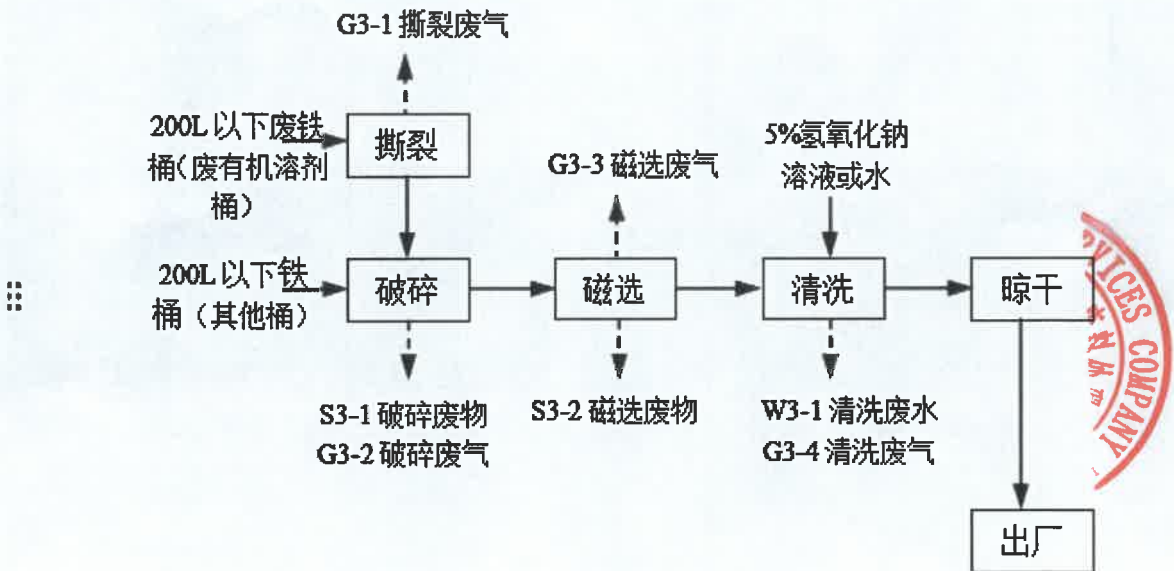 G3-1 撕裂废气
200L 以下废铁
桶（废有机溶剂
桶）
撕裂
G3-3 磁选废气
5%氢氧化钠
溶液或水
200L 以下铁
桶（其他桶）
破碎
磁选
清洗
晾干
S3-1 破碎废物
G3-2 破碎废气
S3-2 磁选废物
W3-1 清洗废水
G3-4 清洗废气
出厂
COMPANY